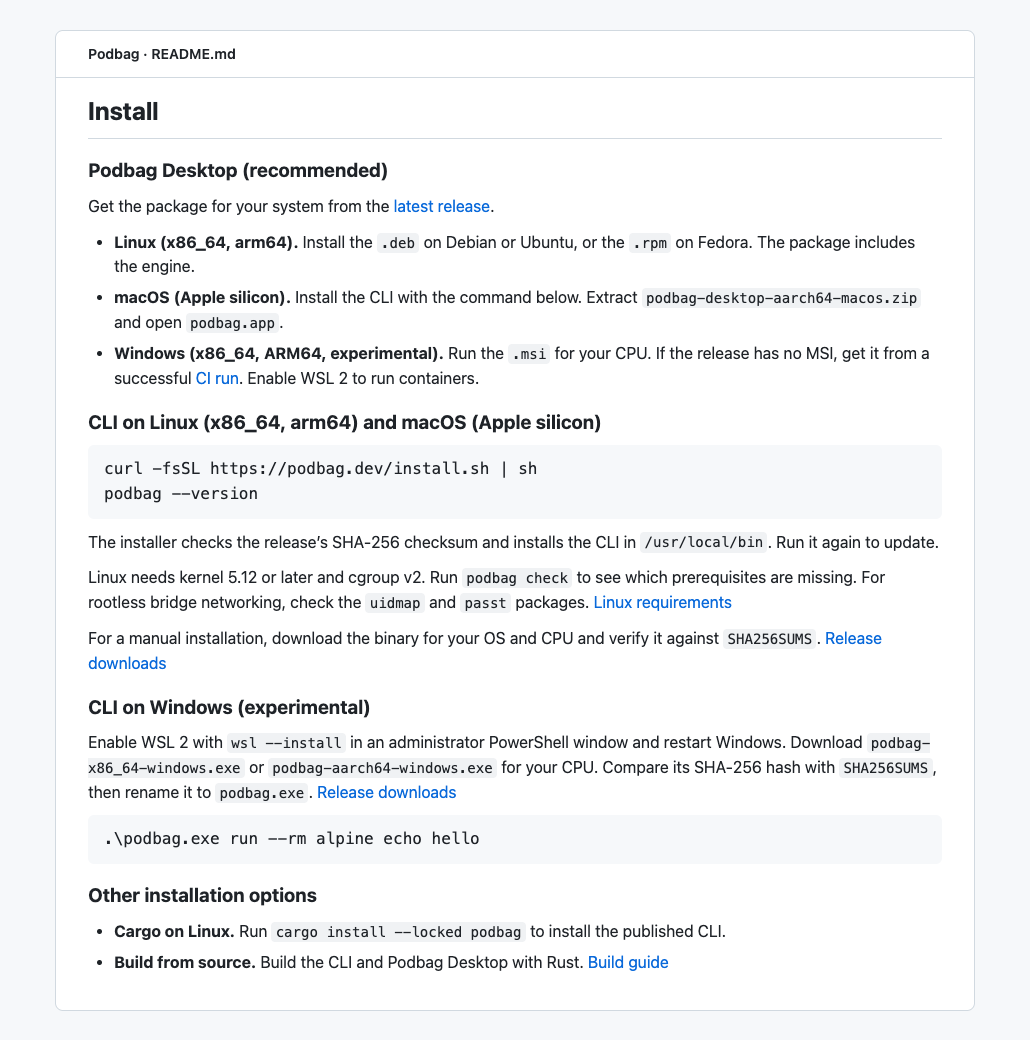 Podbag · README.md
Install
Podbag Desktop (recommended)
Get the package for your system from the latest release.
• Linux (x86_64, arm64). Install the .deb on Debian or Ubuntu, or the .rpm on Fedora. The package includes
the engine.
• macOS (Apple silicon). Install the CLI with the command below. Extract podbag-desktop-aarch64-macos.zip
and open podbag.app.
• Windows (x86_64, ARM64, experimental). Run the .msi for your CPU. If the release has no MSI, get it from a
successful CI run. Enable WSL 2 to run containers.
CLI on Linux (x86_64, arm64) and macOS (Apple silicon)
curl -fsSL https://podbag.dev/install.sh | sh
podbag --version
The installer checks the release’s SHA-256 checksum and installs the CLI in /usr/local/bin. Run it again to update.
Linux needs kernel 5.12 or later and cgroup v2. Run podbag check to see which prerequisites are missing. For
rootless bridge networking, check the uidmap and passt packages. Linux requirements
For a manual installation, download the binary for your OS and CPU and verify it against SHA256SUMS. Release
downloads
CLI on Windows (experimental)
Enable WSL 2 with wsl --install in an administrator PowerShell window and restart Windows. Download podbag-
x86_64-windows.exe or podbag-aarch64-windows.exe for your CPU. Compare its SHA-256 hash with SHA256SUMS,
then rename it to podbag.exe. Release downloads
.\podbag.exe run --rm alpine echo hello
Other installation options
• Cargo on Linux. Run cargo install --locked podbag to install the published CLI.
• Build from source. Build the CLI and Podbag Desktop with Rust. Build guide